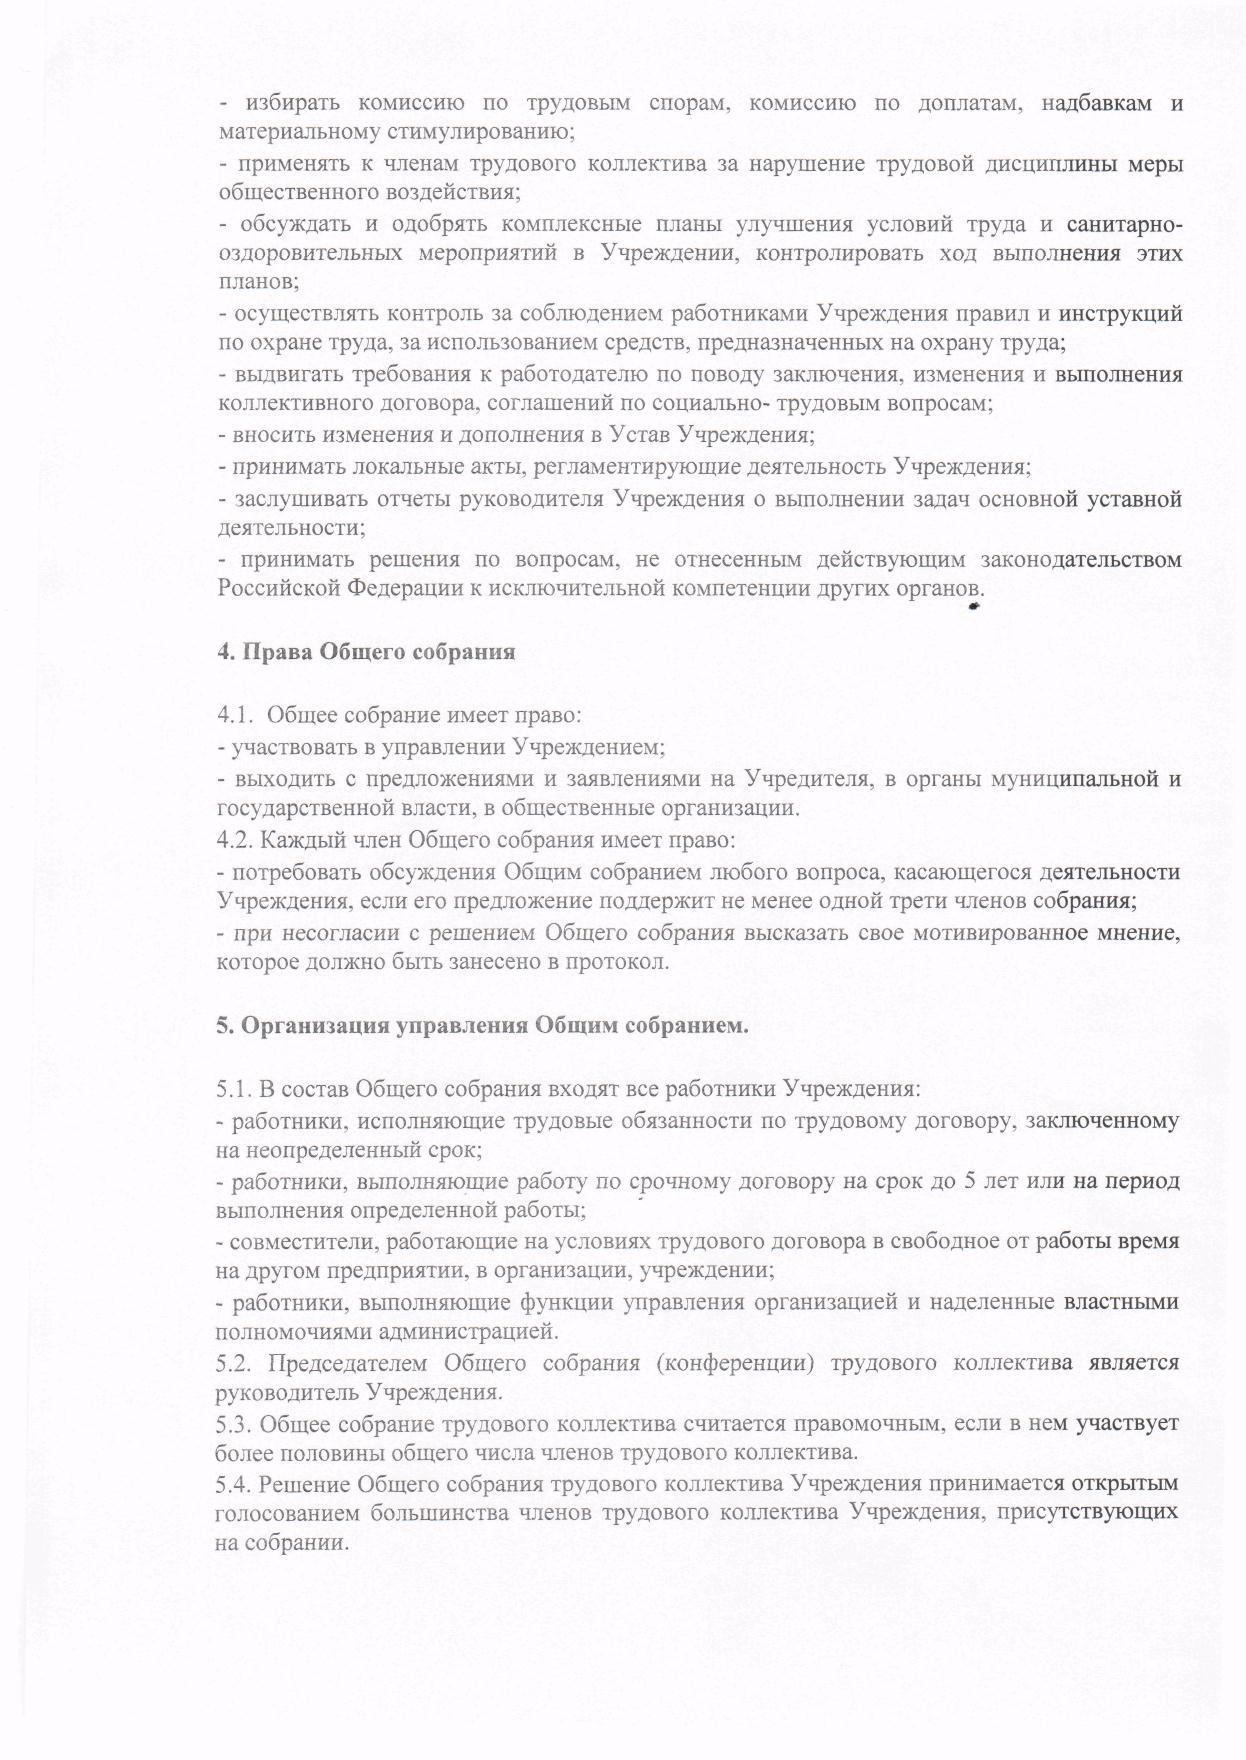 - избирать комиссию по трудовым спорам, комиссию по доплатам, надбавкам и
материальному стимулированию;
- применять к членам трудового коллектива за нарушение трудовой дисциплины меры
общественного воздействия;
- обсуждать и одобрять комплексные планы улучшения условий труда и санитарно-
оздоровительных мероприятий в Учреждении, контролировать ход выполнения этих
планов;
- осуществлять контроль за соблюдением работниками Учреждения правил и инструкций
по охране труда, за использованием средств, предназначенных на охрану труда;
- выдвигать требования к работодателю по поводу заключения, изменения и выполнения
коллективного договора, соглашений по социально- трудовым вопросам;
- вносить изменения и дополнения в Устав Учреждения;
- принимать локальные акты, регламентирующие деятельность Учреждения;
- заслушивать отчеты руководителя Учреждения о выполнении задач основной уставной
деятельности;
- принимать решения по вопросам, не отнесенным действующим законодательством
Российской Федерации к исключительной компетенции других органов.
4. Права Общего собрания
4.1. Общее собрание имеет право:
- участвовать в управлении Учреждением;
- выходить с предложениями и заявлениями на Учредителя, в органы муниципальной и
государственной власти, в общественные организации.
4.2. Каждый член Общего собрания имеет право:
- потребовать обсуждения Общим собранием любого вопроса, касающегося деятельности
Учреждения, если его предложение поддержит не менее одной трети членов собрания;
- при несогласии с решением Общего собрания высказать свое мотивированное мнение,
которое должно быть занесено в протокол.
5. Организация управления Общим собранием.
5.1. В состав Общего собрания входят все работники Учреждения:
- работники, исполняющие трудовые обязанности по трудовому договору, заключенному
на неопределенный срок;
- работники, выполняющие работу по срочному договору на срок до 5 лет или на период
выполнения определенной работы;
- совместители, работающие на условиях трудового договора в свободное от работы время
на другом предприятии, в организации, учреждении;
- работники, выполняющие функции управления организацией и наделенные властными
полномочиями администрацией.
5.2. Председателем Общего собрания (конференции) трудового коллектива является
руководитель Учреждения.
5.3. Общее собрание трудового коллектива считается правомочным, если в нем участвует
более половины общего числа членов трудового коллектива.
5.4. Решение Общего собрания трудового коллектива Учреждения принимается открытым
голосованием большинства членов трудового коллектива Учреждения, присутствующих
на собрании.